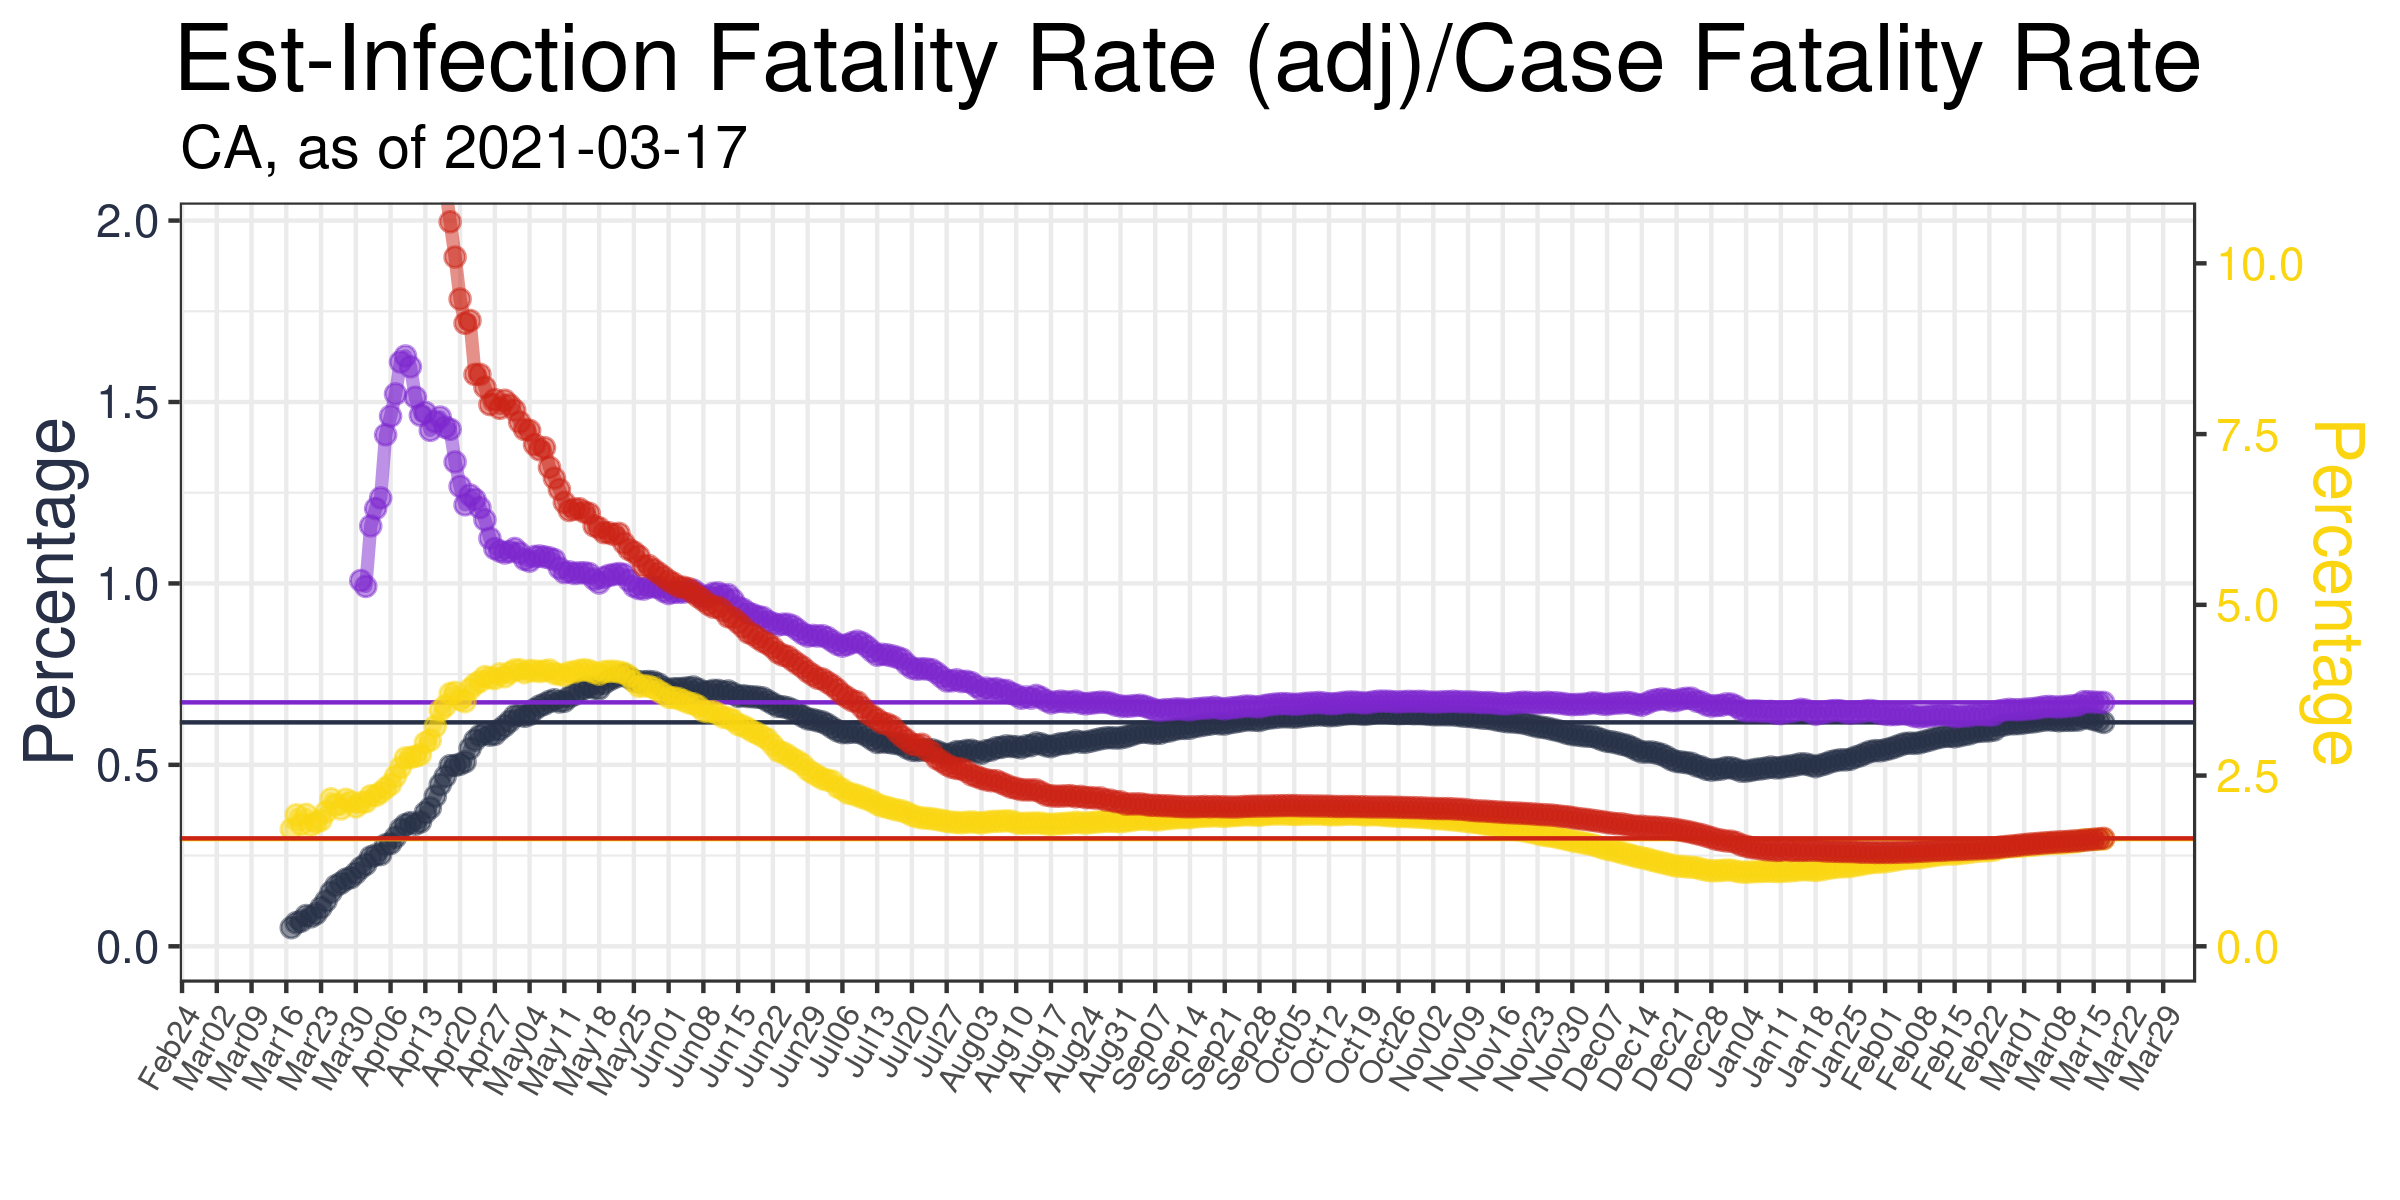 Est-Infection Fatality Rate (adj)/Case Fatality Rate
CA, as of 2021-03-17
Percentage
2.0
1.5
1.0
0.5
0.0
10.0
7.5
5.0
2.5
0.0
Percentage
Feb24
Mar02
Mar09
Mar16
Mar23
Mar30
Apr06
Apr13
Apr20
Apr27
May04
May11
May18
May25
Jun01
Jun08
Jun15
Jun22
Jun29
Jul06
Jul13
Jul20
Jul27
Aug03
Aug10
Aug17
Aug24
Aug31
Sep07
Sep14
Sep21
Sep28
Oct05
Oct12
Oct19
Oct26
Nov02
Nov09
Nov16
Nov23
Nov30
Dec07
Dec14
Dec21
Dec28
Jan04
Jan11
Jan18
Jan25
Feb01
Feb08
Feb15
Feb22
Mar01
Mar08
Mar15
Mar22
Mar29